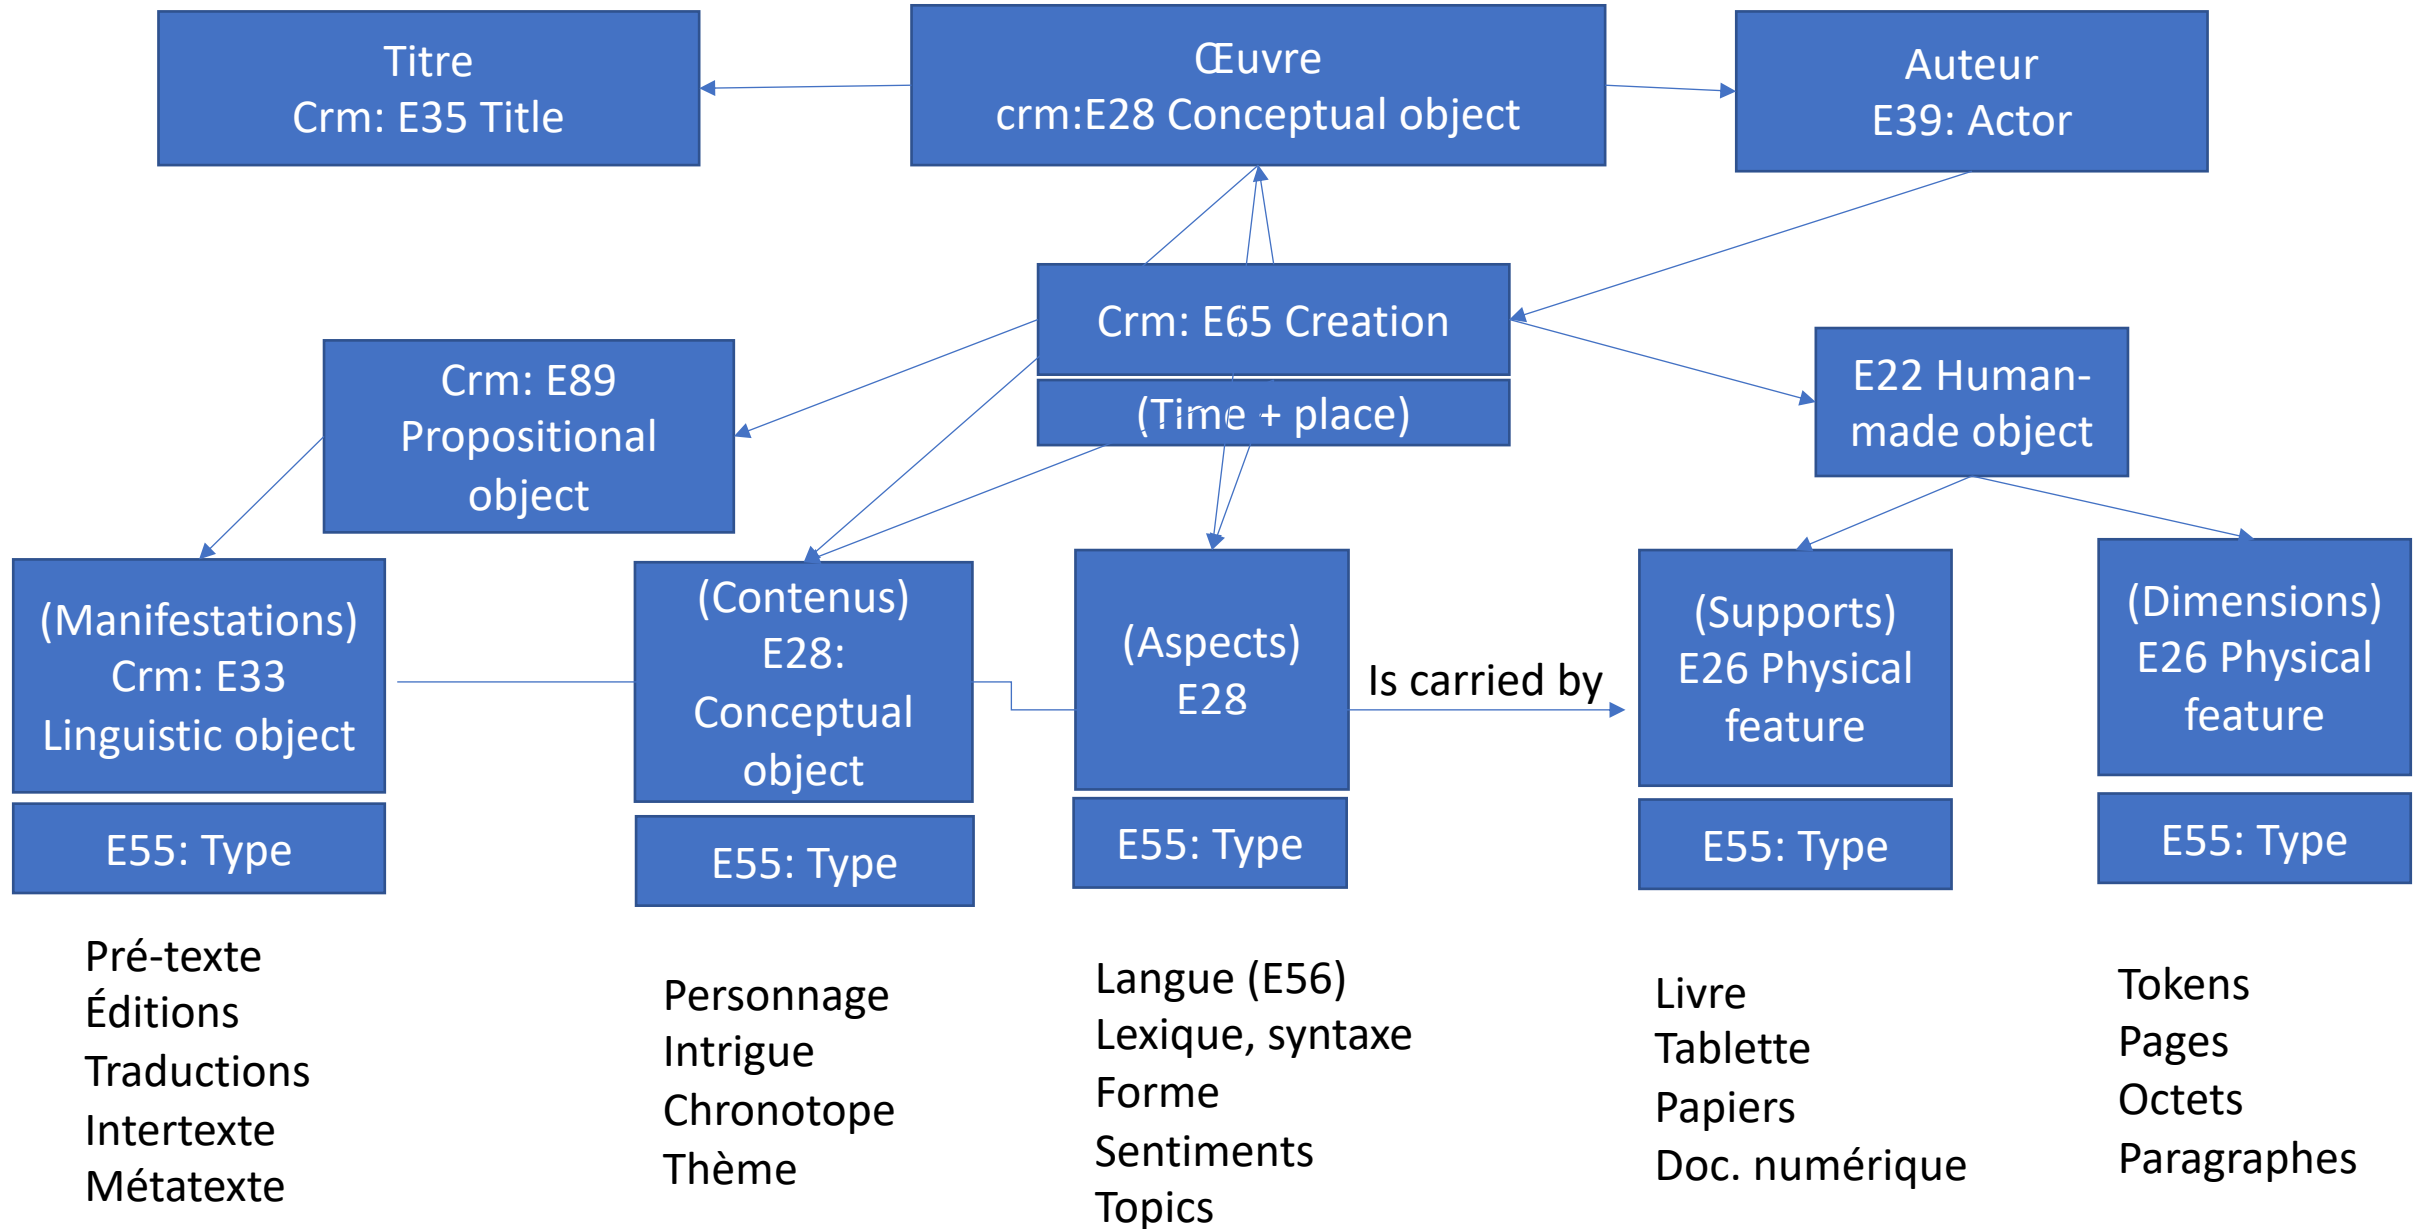 Titre
Crm: E35 Title
Œuvre
crm:E28 Conceptual object
Auteur
E39: Actor
Crm: E65 Creation
(Time + place)
Crm: E89
Propositional
object
E22 Human-
made object
(Manifestations)
Crm: E33
Linguistic object
E55: Type
(Contenus)
E28:
Conceptual
object
E55: Type
(Aspects)
E28
E55: Type
Is carried by
(Supports)
E26 Physical
feature
E55: Type
(Dimensions)
E26 Physical
feature
E55: Type
Pré-texte
Éditions
Traductions
Intertexte
Métatexte
Personnage
Intrigue
Chronotope
Thème
Langue (E56)
Lexique, syntaxe
Forme
Sentiments
Topics
Livre
Tablette
Papiers
Doc. numérique
Tokens
Pages
Octets
Paragraphes